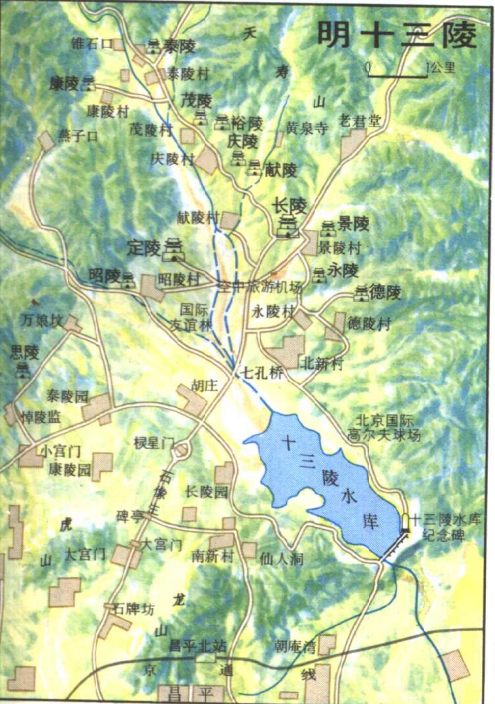 明十三陵
0 1公里
锥石口
泰陵
天
寿
山
康陵
泰陵村
康陵村
茂陵
裕陵
黄泉寺
老君堂
燕子口
茂陵村
庆陵
庆陵村
献陵
长陵
献陵村
景陵
景陵村
定陵
永陵
昭陵
昭陵村
空中旅游机场
德陵
国际
友谊林
永陵村
德陵村
万娘坟
思陵
北新村
七孔桥
胡庄
泰陵园
悼陵监
北京国际
高尔夫球场
棂星门
小宫门
康陵园
十三陵水库
石象生
长陵园
碑亭
十三陵水库
纪念碑
虎
山
大宫门
大宫门
南新村
仙人洞
石牌坊
龙
山
昌平北站
朝庵湾
京通线
昌平